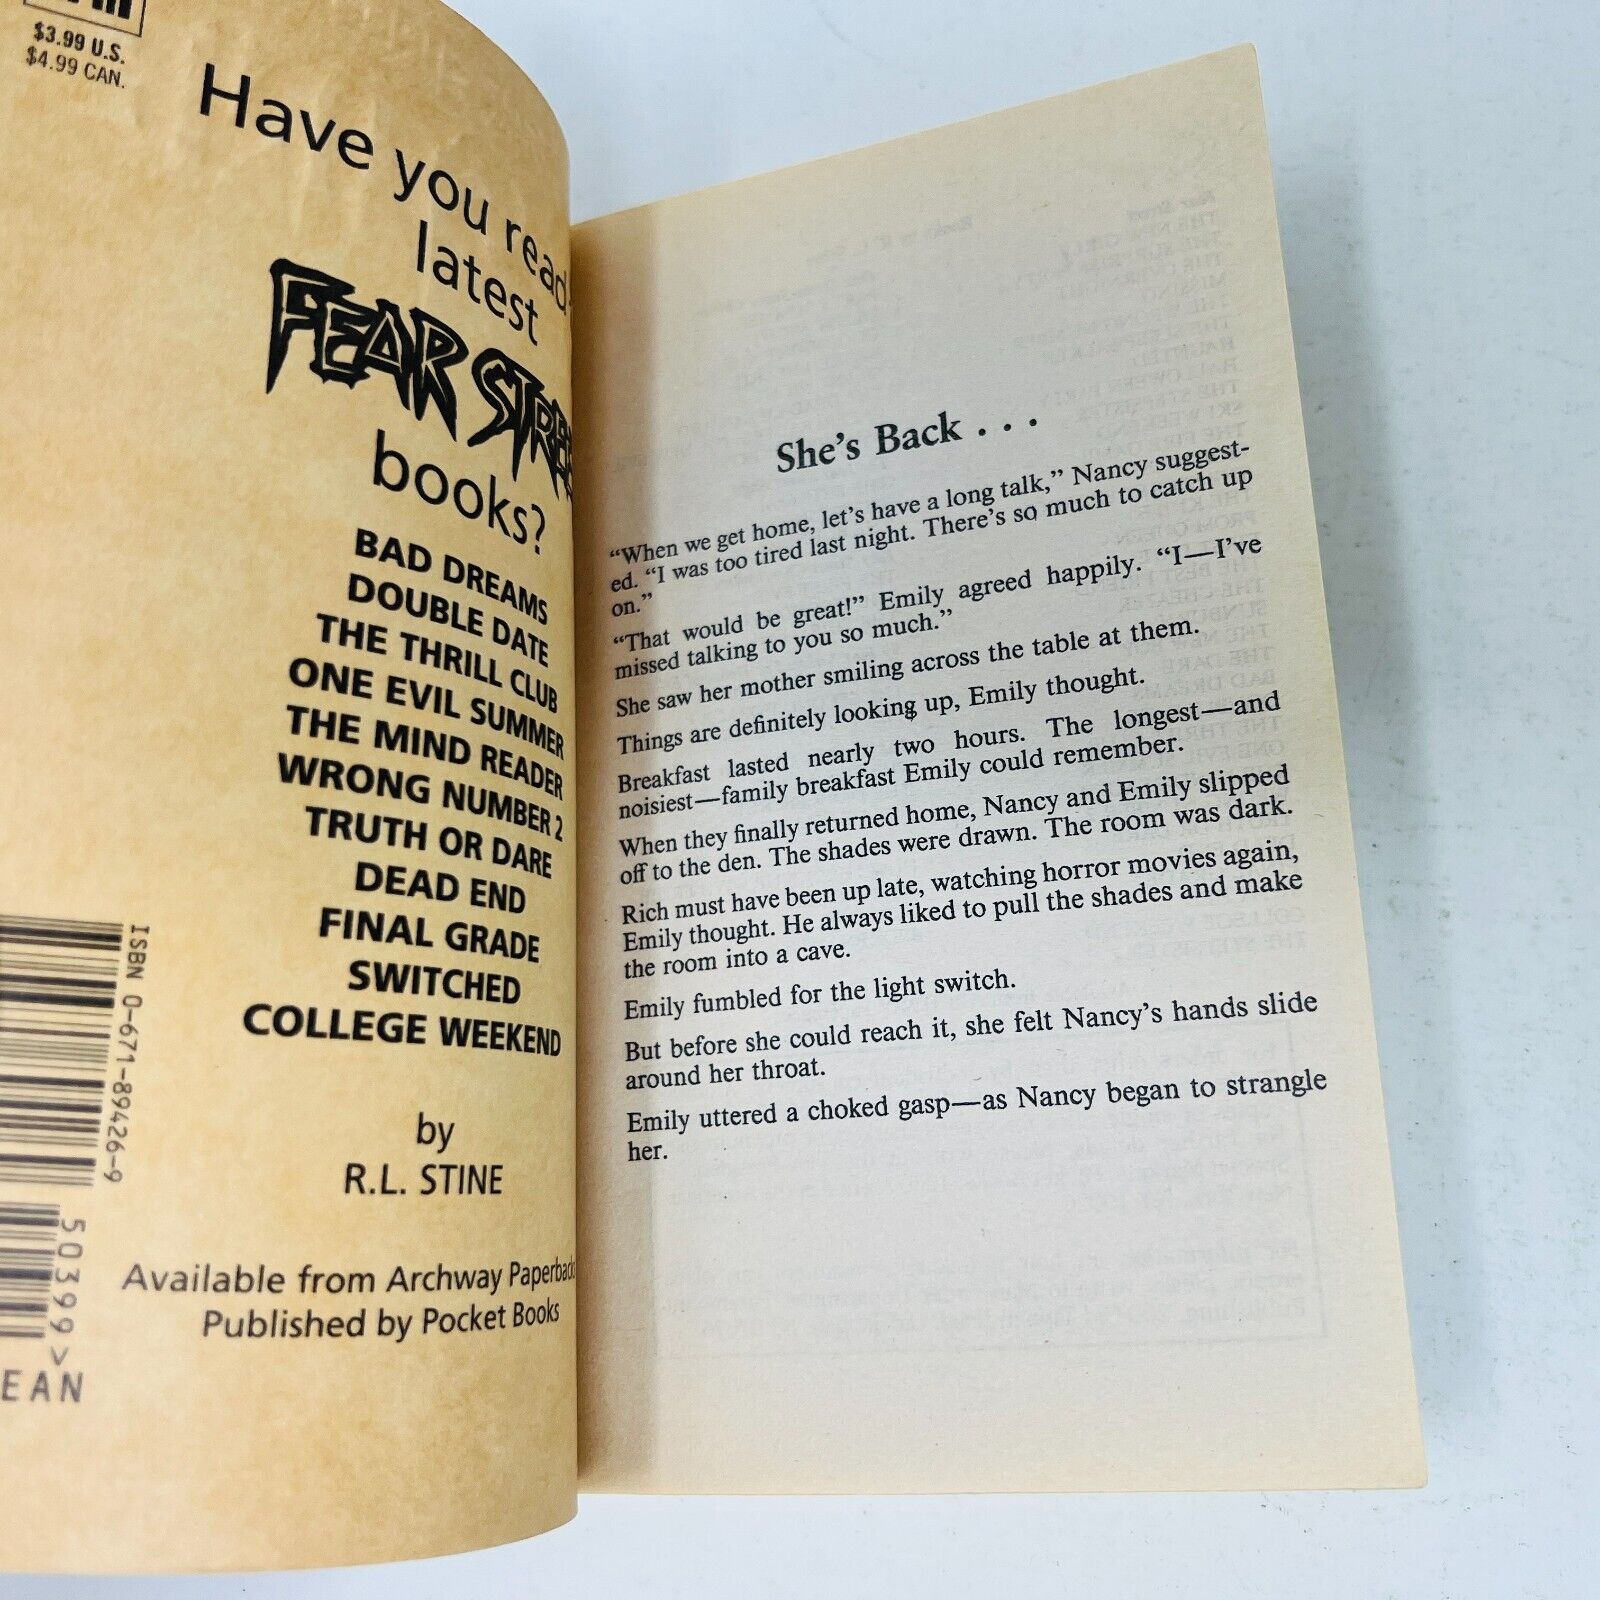 $3.99 U.S.
$4.99 CAN.
Have you read
latest
FEAR STREE
books?
BAD DREAMS
DOUBLE DATE
THE THRILL CLUB
ONE EVIL SUMMER
THE MIND READER
WRONG NUMBER 2
TRUTH OR DARE
DEAD END
FINAL GRADE
SWITCHED
COLLEGE WEEKEND
by
R.L. STINE
Available from Archway Paperbacks
Published by Pocket Books
ISBN 0-671-89426-9
50399>
EAN
She's Back . . .
“When we get home, let's have a long talk,” Nancy suggest-
ed. “I was too tired last night. There's so much to catch up
on.”
“That would be great!” Emily agreed happily. “I—I've
missed talking to you so much.”
She saw her mother smiling across the table at them.
Things are definitely looking up, Emily thought.
Breakfast lasted nearly two hours. The longest—and
noisiest—family breakfast Emily could remember.
When they finally returned home, Nancy and Emily slipped
off to the den. The shades were drawn. The room was dark.
Rich must have been up late, watching horror movies again,
Emily thought. He always liked to pull the shades and make
the room into a cave.
Emily fumbled for the light switch.
But before she could reach it, she felt Nancy's hands slide
around her throat.
Emily uttered a choked gasp—as Nancy began to strangle
her.